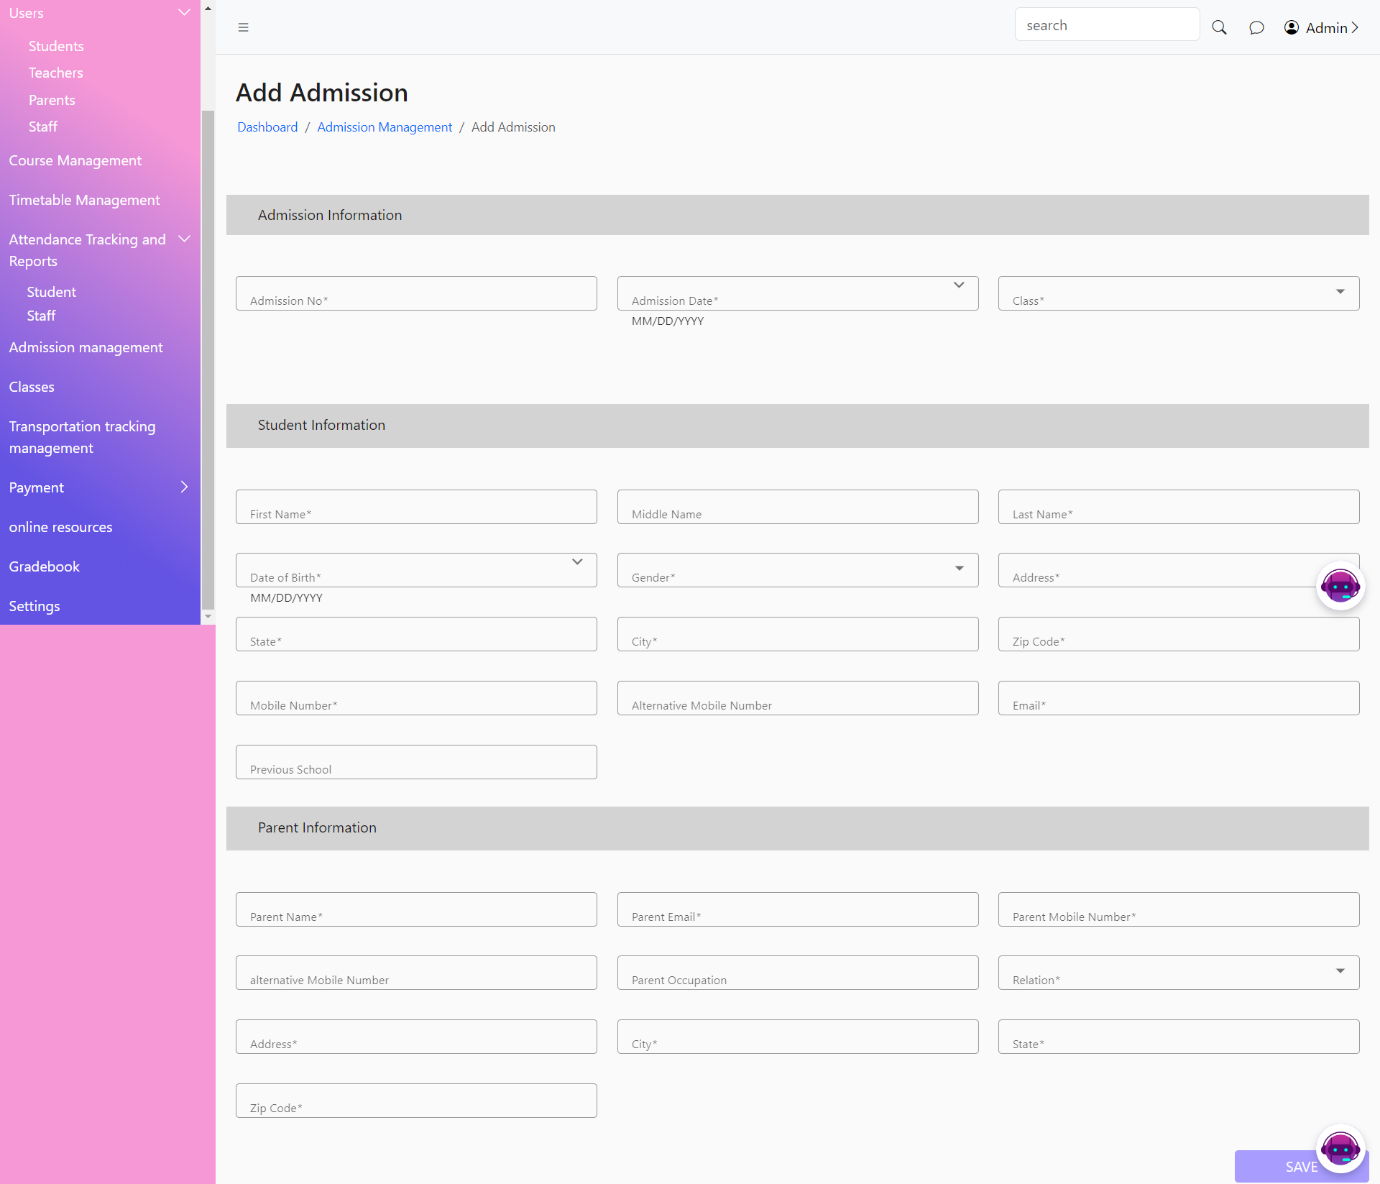 Users
Students
Teachers
Parents
Staff
Course Management
Timetable Management
Attendance Tracking and
Reports
Student
Staff
Admission management
Classes
Transportation tracking
management
Payment
online resources
Gradebook
Settings
search
Admin
Add Admission
Dashboard / Admission Management / Add Admission
Admission Information
Admission No*
Admission Date*
Class*
MM/DD/YYYY
Student Information
First Name*
Middle Name
Last Name*
Date of Birth*
Gender*
Address*
MM/DD/YYYY
State*
City*
Zip Code*
Mobile Number*
Alternative Mobile Number
Email*
Previous School
Parent Information
Parent Name*
Parent Email*
Parent Mobile Number*
alternative Mobile Number
Parent Occupation
Relation*
Address*
City*
State*
Zip Code*
SAVE